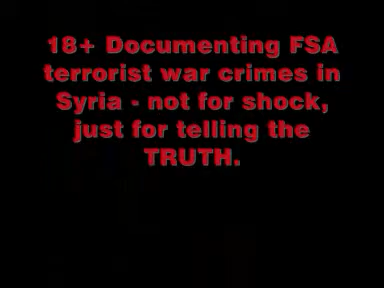 18+ Documenting FSA
terrorist war crimes in
Syria - not for shock,
just for telling the
TRUTH.